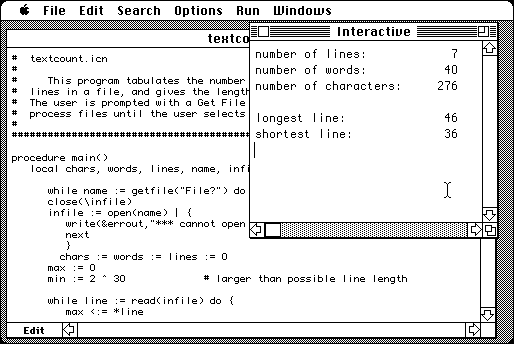 File Edit Search Options Run Windows
textcou
# textcount.icn
#
# This program tabulates the number
# lines in a file, and gives the length
# The user is prompted with a Get File
# process files until the user selects
#
procedure main()
local chars, words, lines, name, infi
while name := getfile("File?") do
close(\infile)
infile := open(name) | {
write(&errout,"*** cannot open
next
}
chars := words := lines := 0
max := 0
min := 2 ^ 30 # larger than possible line length
while line := read(infile) do {
max <:= *line
Edit
Interactive
number of lines: 7
number of words: 40
number of characters: 276
longest line: 46
shortest line: 36